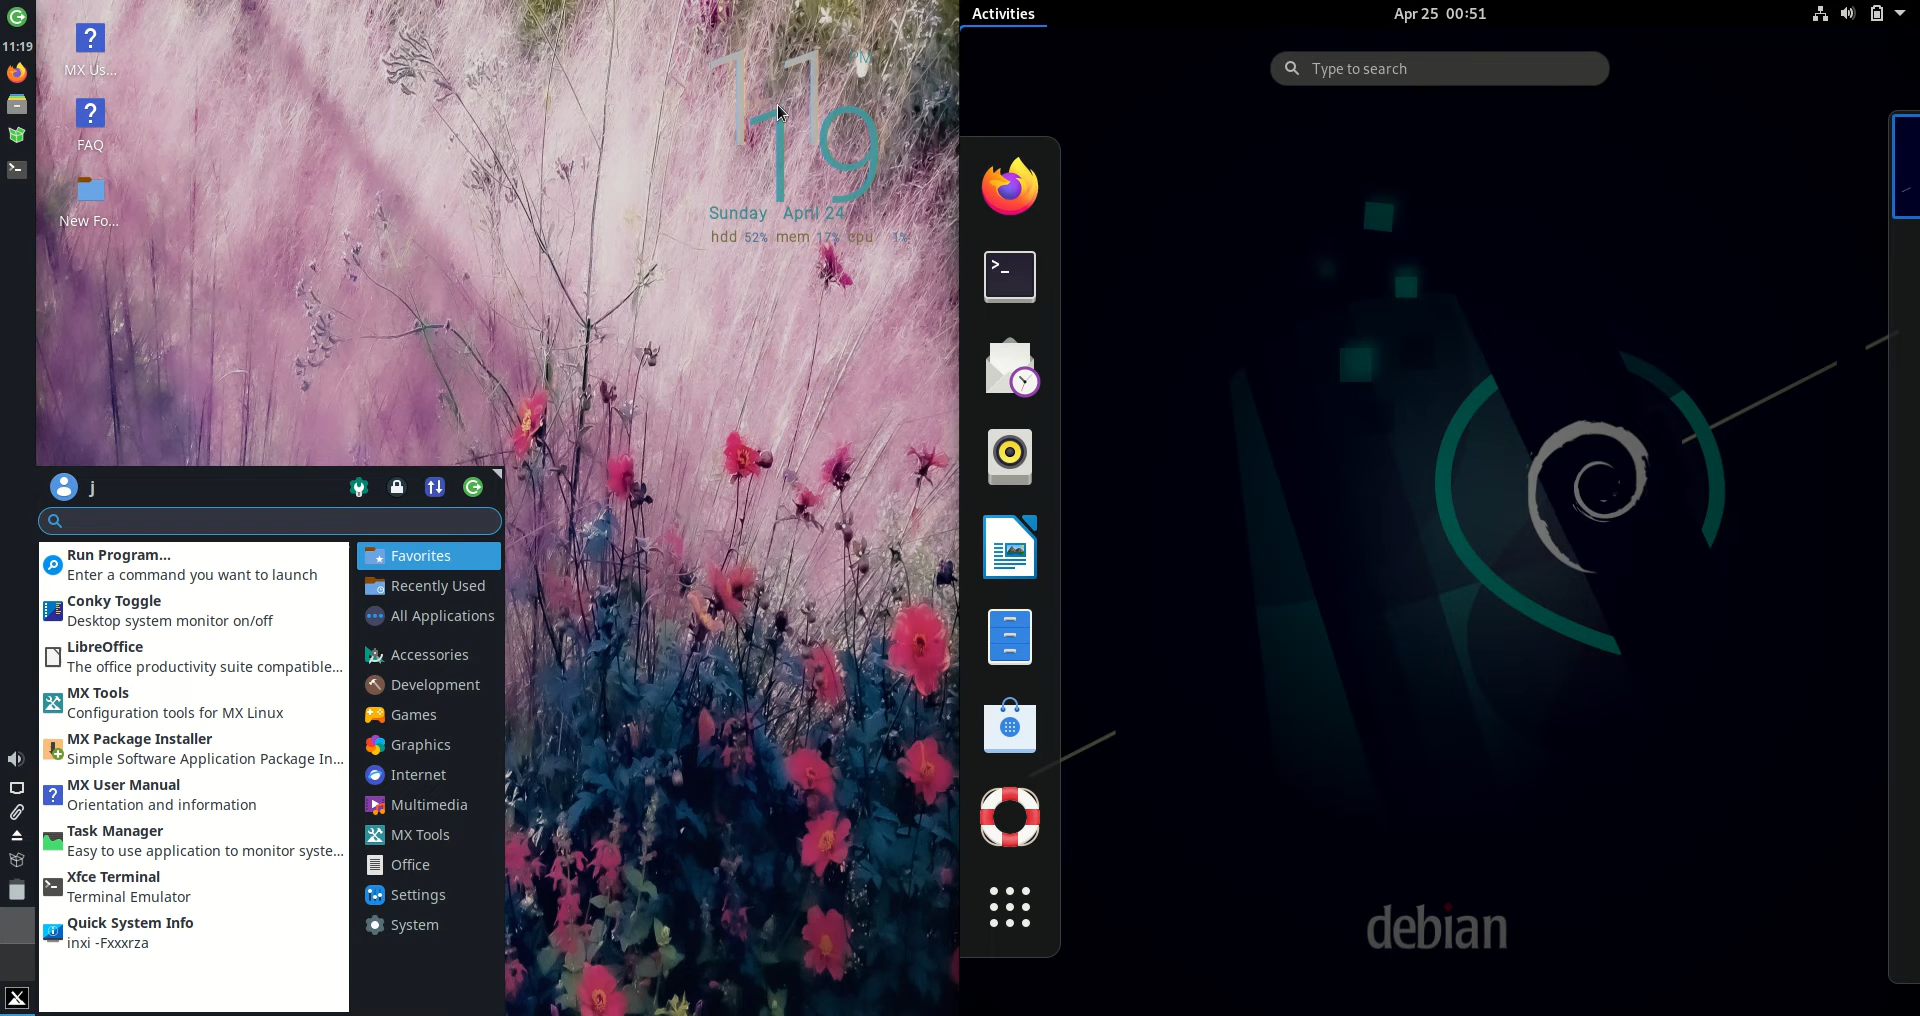 11:19
MX Us...
FAQ
New Fo...
11 PM
19
Sunday April 24
hdd 52% mem 17% cpu 1%
j
Run Program...
Enter a command you want to launch
Conky Toggle
Desktop system monitor on/off
LibreOffice
The office productivity suite compatible...
MX Tools
Configuration tools for MX Linux
MX Package Installer
Simple Software Application Package In...
MX User Manual
Orientation and information
Task Manager
Easy to use application to monitor syste...
Xfce Terminal
Terminal Emulator
Quick System Info
inxi -Fxxxrza
Favorites
Recently Used
All Applications
Accessories
Development
Games
Graphics
Internet
Multimedia
MX Tools
Office
Settings
System
Activities
Apr 25 00:51
Type to search
debian